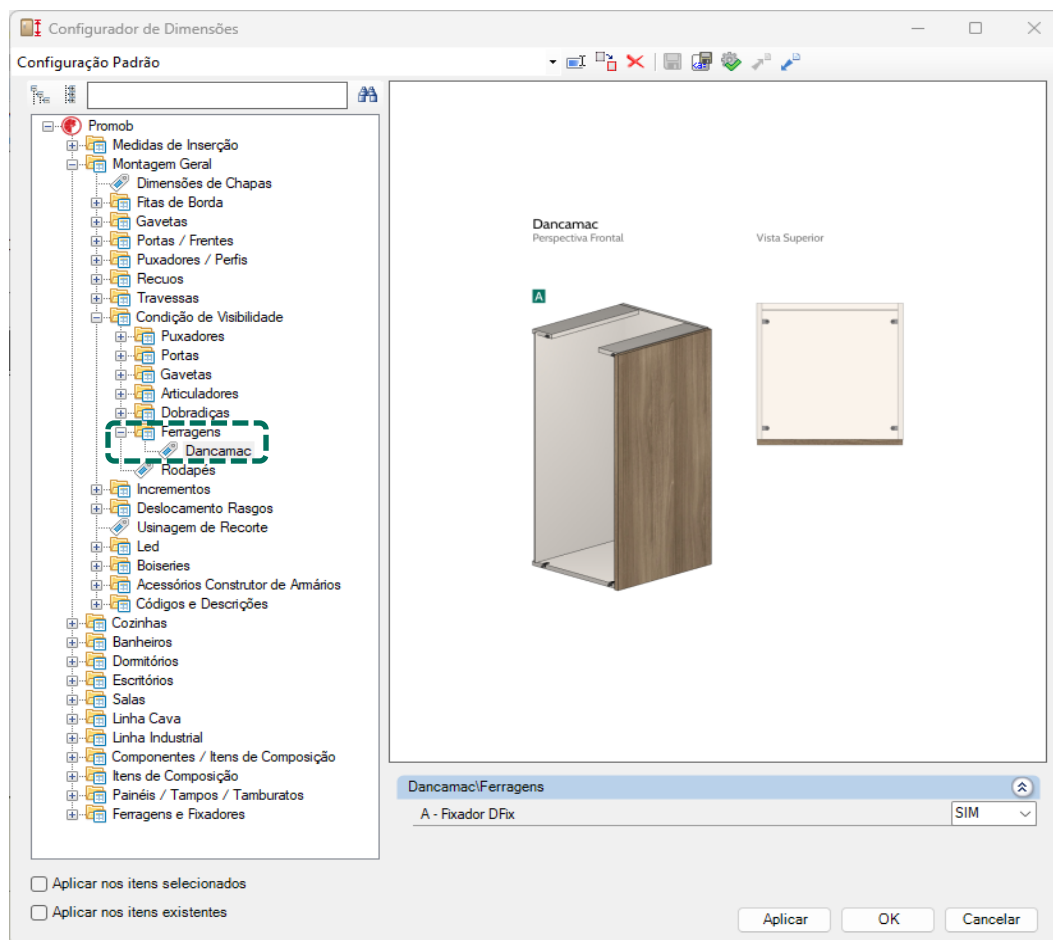 Configurador de Dimensões
Configuração Padrão
Promob
Medidas de Inserção
Montagem Geral
Dimensões de Chapas
Fitas de Borda
Gavetas
Portas / Frentes
Puxadores / Perfis
Recuos
Travessas
Condição de Visibilidade
Puxadores
Portas
Gavetas
Articuladores
Dobradiças
Ferragens
Dancamac
Rodapés
Incrementos
Deslocamento Rasgos
Usinagem de Recorte
Led
Boiseries
Acessórios Construtor de Armários
Códigos e Descrições
Cozinhas
Banheiros
Dormitórios
Escritórios
Salas
Linha Cava
Linha Industrial
Componentes / Itens de Composição
Itens de Composição
Painéis / Tampos / Tamburatos
Ferragens e Fixadores
Dancamac
Perspectiva Frontal
Vista Superior
A
Dancamac\Ferragens
A - Fixador DFix SIM
Aplicar nos itens selecionados
Aplicar nos itens existentes
Aplicar OK Cancelar